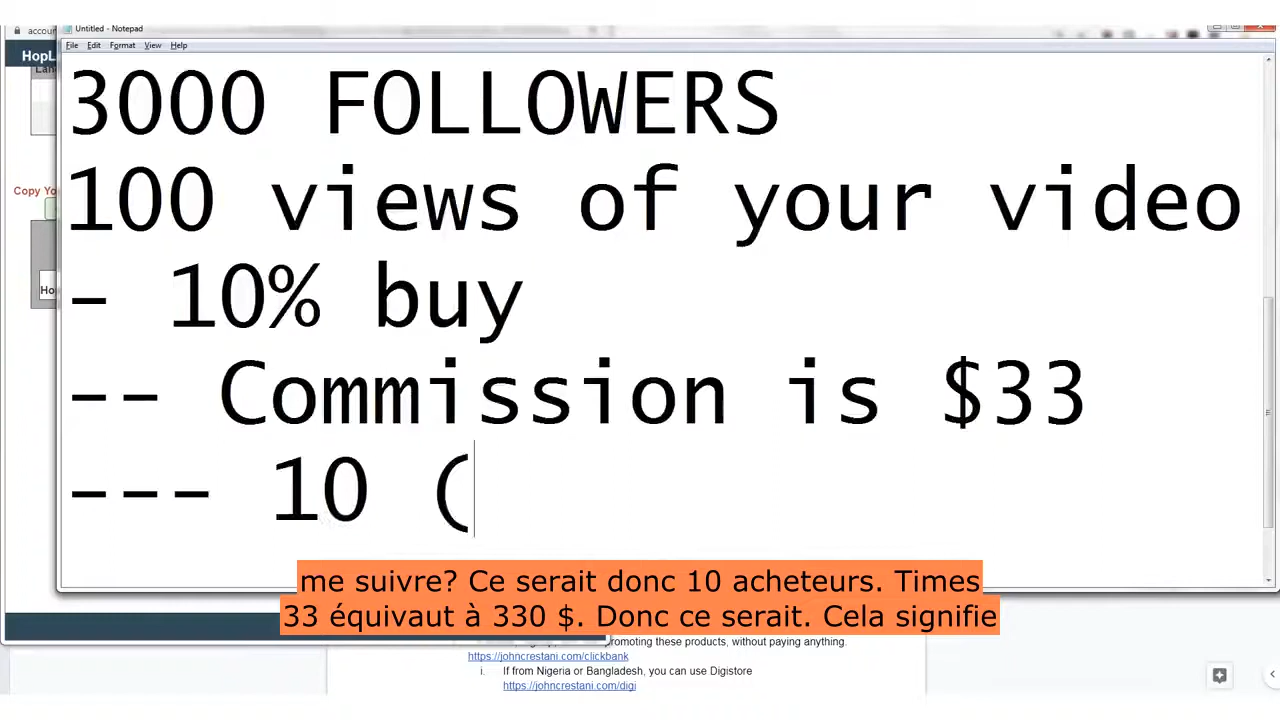 accoun
Untitled - Notepad
HopL
File Edit Format View Help
Lan
3000 FOLLOWERS
100 views of your video
Copy Yo
- 10% buy
Ho
-- Commission is $33
--- 10 (
me suivre? Ce serait donc 10 acheteurs. Times
33 équivaut à 330 $. Donc ce serait. Cela signifie
promoting these products, without paying anything.
https://johncrestani.com/clickbank
i. If from Nigeria or Bangladesh, you can use Digistore
https://johncrestani.com/digi